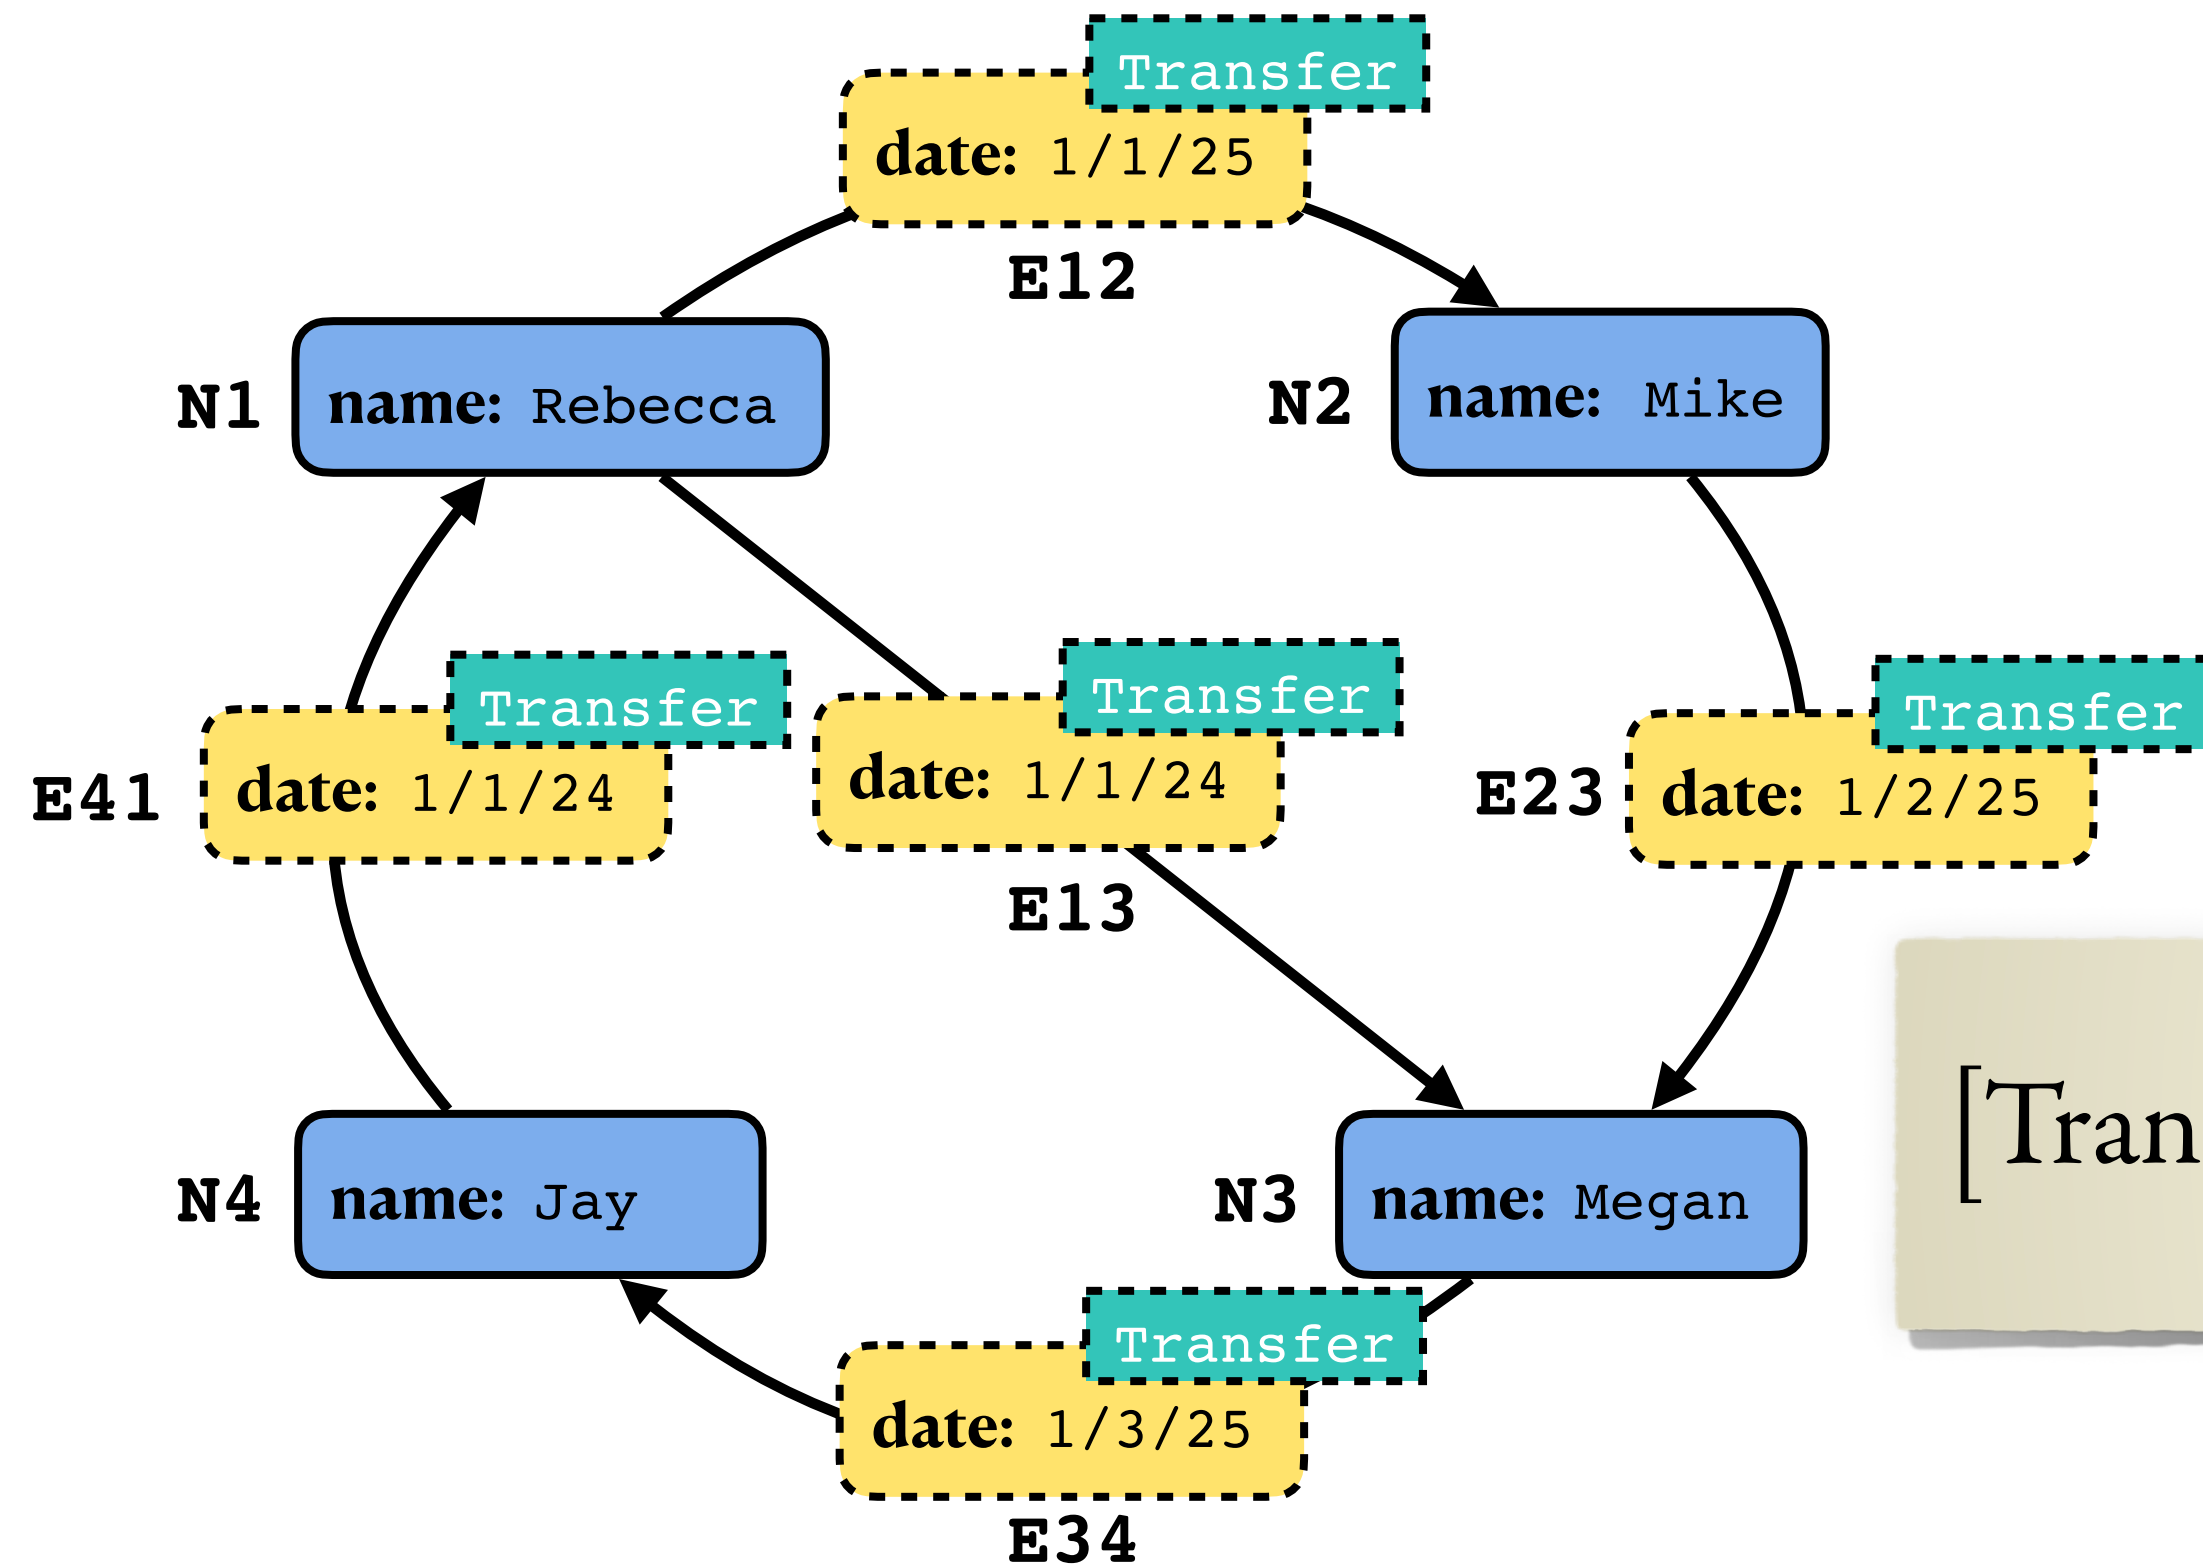 Transfer
date: 1/1/25
E12
N1
name: Rebecca
N2
name: Mike
Transfer
E41
date: 1/1/24
Transfer
date: 1/1/24
E13
Transfer
E23
date: 1/2/25
[Tran
N4
name: Jay
N3
name: Megan
Transfer
date: 1/3/25
E34